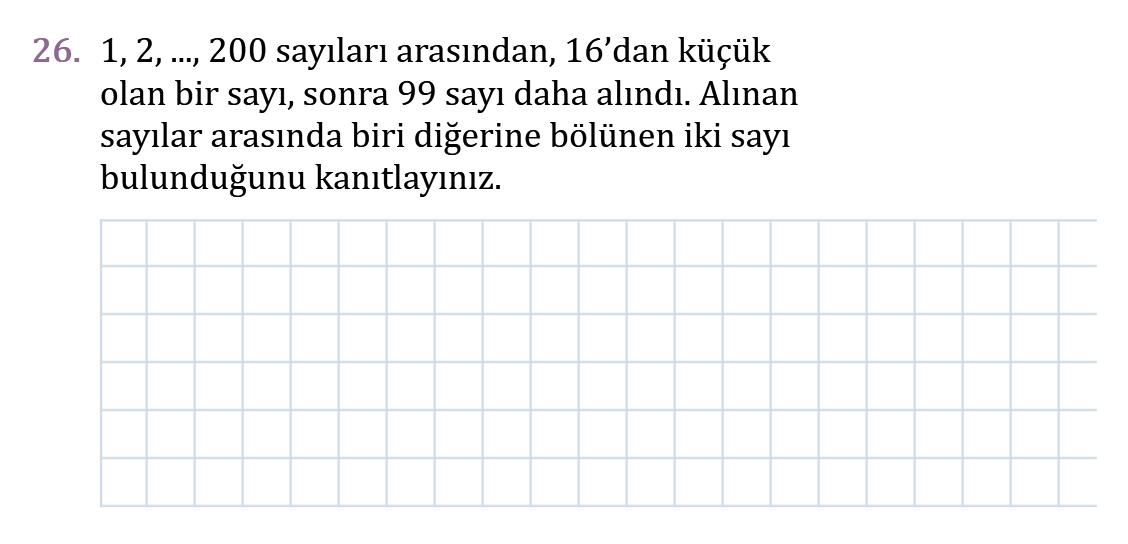 26. 1, 2, ..., 200 sayıları arasından, 16’dan küçük
olan bir sayı, sonra 99 sayı daha alındı. Alınan
sayılar arasında biri diğerine bölünen iki sayı
bulunduğunu kanıtlayınız.